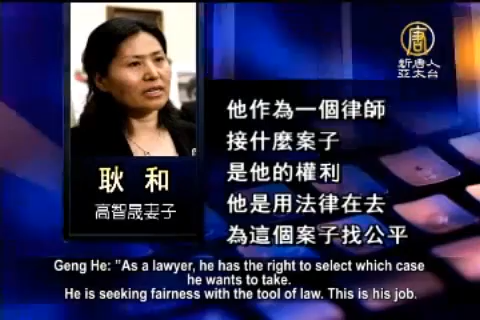 唐
新唐人
亞太台
他作為一個律師
接什麼案子
是他的權利
他是用法律在去
為這個案子找公平
耿 和
高智晟妻子
Geng He: "As a lawyer, he has the right to select which case
he wants to take.
He is seeking fairness with the tool of law. This is his job.